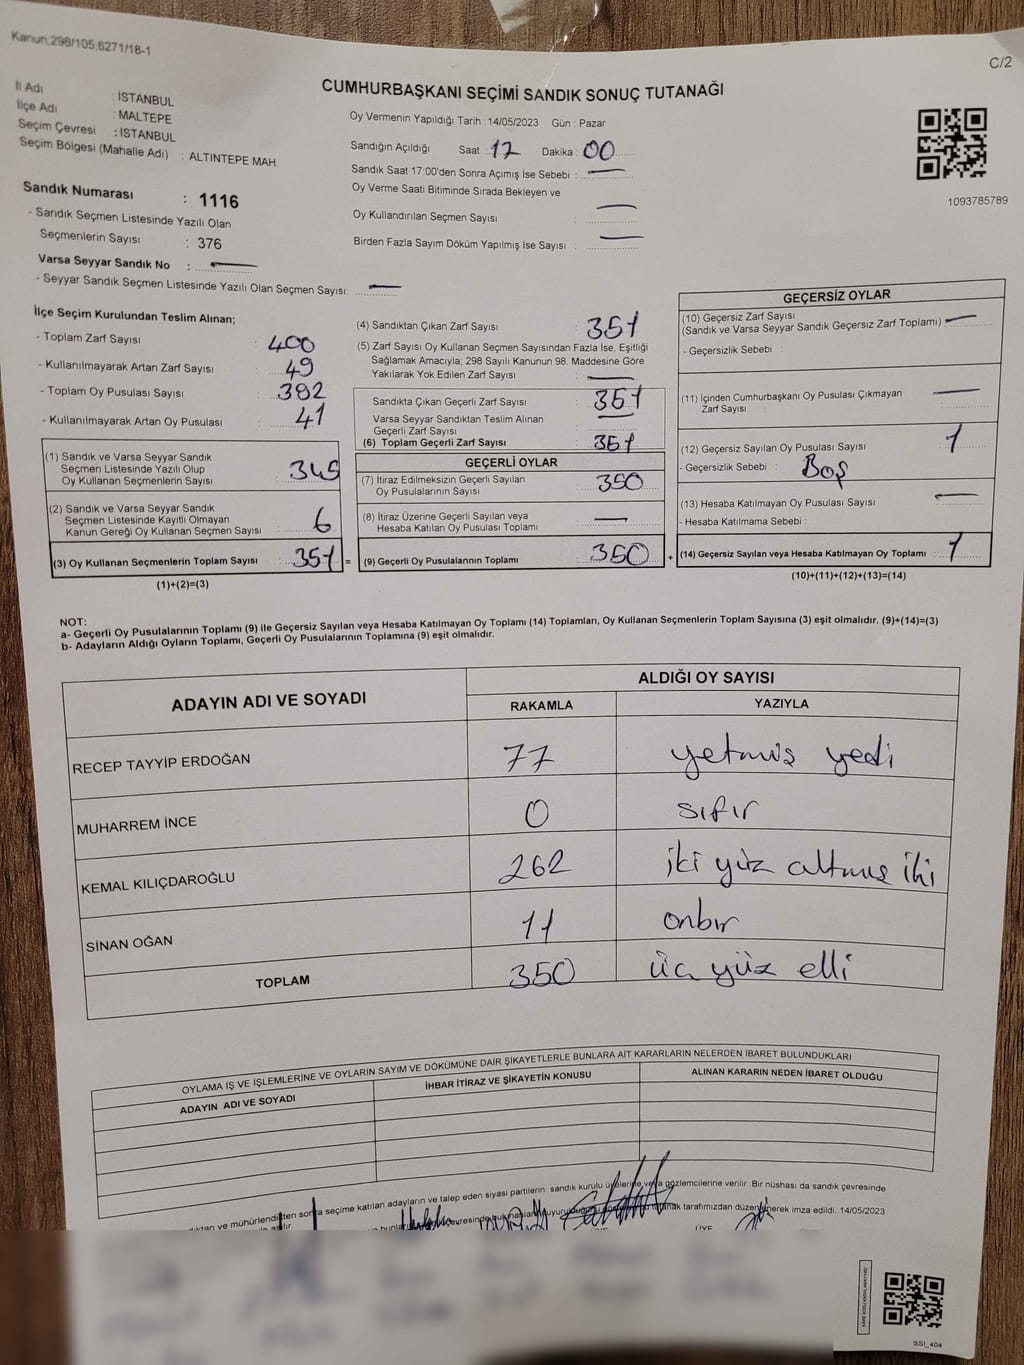 Kanun:298/105,6271/18-1
C/2
CUMHURBAŞKANI SEÇİMİ SANDIK SONUÇ TUTANAĞI
İl Adı : İSTANBUL
İlçe Adı : MALTEPE
Seçim Çevresi : İSTANBUL
Seçim Bölgesi (Mahalle Adı) : ALTINTEPE MAH.
Sandık Numarası : 1116
- Sandık Seçmen Listesinde Yazılı Olan
Seçmenlerin Sayısı : 376
Varsa Seyyar Sandık No : —
- Seyyar Sandık Seçmen Listesinde Yazılı Olan Seçmen Sayısı: —
Oy Vermenin Yapıldığı Tarih : 14/05/2023 Gün : Pazar
Sandığın Açıldığı Saat : 17 Dakika : 00
Sandık Saat 17:00'den Sonra Açımış İse Sebebi : —
Oy Verme Saati Bitiminde Sırada Bekleyen ve
Oy Kullandırılan Seçmen Sayısı : —
Birden Fazla Sayım Döküm Yapılmış İse Sayısı : —
1093785789
İlçe Seçim Kurulundan Teslim Alınan;
- Toplam Zarf Sayısı : 400
- Kullanılmayarak Artan Zarf Sayısı : 49
- Toplam Oy Pusulası Sayısı : 392
- Kullanılmayarak Artan Oy Pusulası : 41
(1) Sandık ve Varsa Seyyar Sandık
Seçmen Listesinde Yazılı Olup
Oy Kullanan Seçmenlerin Sayısı : 345
(2) Sandık ve Varsa Seyyar Sandık
Seçmen Listesinde Kayıtlı Olmayan
Kanun Gereği Oy Kullanan Seçmen Sayısı : 6
(3) Oy Kullanan Seçmenlerin Toplam Sayısı : 351 =
(1)+(2)=(3)
(4) Sandıktan Çıkan Zarf Sayısı : 351
(5) Zarf Sayısı Oy Kullanan Seçmen Sayısından Fazla İse, Eşitliği
Sağlamak Amacıyla; 298 Sayılı Kanunun 98. Maddesine Göre
Yakılarak Yok Edilen Zarf Sayısı : —
Sandıkta Çıkan Geçerli Zarf Sayısı : 351
Varsa Seyyar Sandıktan Teslim Alınan
Geçerli Zarf Sayısı : —
(6) Toplam Geçerli Zarf Sayısı : 351
GEÇERLİ OYLAR
(7) İtiraz Edilmeksizin Geçerli Sayılan
Oy Pusulalarının Sayısı : 350
(8) İtiraz Üzerine Geçerli Sayılan veya
Hesaba Katılan Oy Pusulası Toplamı : —
(9) Geçerli Oy Pusulalarının Toplamı : 350 +
GEÇERSİZ OYLAR
(10) Geçersiz Zarf Sayısı
(Sandık ve Varsa Seyyar Sandık Geçersiz Zarf Toplamı) : —
- Geçersizlik Sebebi :
(11) İçinden Cumhurbaşkanı Oy Pusulası Çıkmayan
Zarf Sayısı : —
(12) Geçersiz Sayılan Oy Pusulası Sayısı : 1
- Geçersizlik Sebebi : Boş
(13) Hesaba Katılmayan Oy Pusulası Sayısı : —
- Hesaba Katılmama Sebebi :
(14) Geçersiz Sayılan veya Hesaba Katılmayan Oy Toplamı : 1
(10)+(11)+(12)+(13)=(14)
NOT:
a- Geçerli Oy Pusulalarının Toplamı (9) ile Geçersiz Sayılan veya Hesaba Katılmayan Oy Toplamı (14) Toplamları, Oy Kullanan Seçmenlerin Toplam Sayısına (3) eşit olmalıdır. (9)+(14)=(3)
b- Adayların Aldığı Oyların Toplamı, Geçerli Oy Pusulalarının Toplamına (9) eşit olmalıdır.
ADAYIN ADI VE SOYADI
ALDIĞI OY SAYISI
RAKAMLA YAZIYLA
RECEP TAYYİP ERDOĞAN 77 yetmiş yedi
MUHARREM İNCE 0 sıfır
KEMAL KILIÇDAROĞLU 262 iki yüz altmış iki
SİNAN OĞAN 11 onbir
TOPLAM 350 üç yüz elli
OYLAMA İŞ VE İŞLEMLERİNE VE OYLARIN SAYIM VE DÖKÜMÜNE DAİR ŞİKAYETLERLE BUNLARA AİT KARARLARIN NELERDEN İBARET BULUNDUKLARI
ADAYIN ADI VE SOYADI İHBAR İTİRAZ VE ŞİKAYETİN KONUSU ALINAN KARARIN NEDEN İBARET OLDUĞU
mühürlendikten sonra seçime katılan adayların ve talep eden siyasi partilerin sandık kurulu üyelerine veya gözlemcilerine verilir. Bir nüshası da sandık çevresinde
tarafımızdan düzenlenerek imza edildi. 14/05/2023
ÜYE
SSI_404